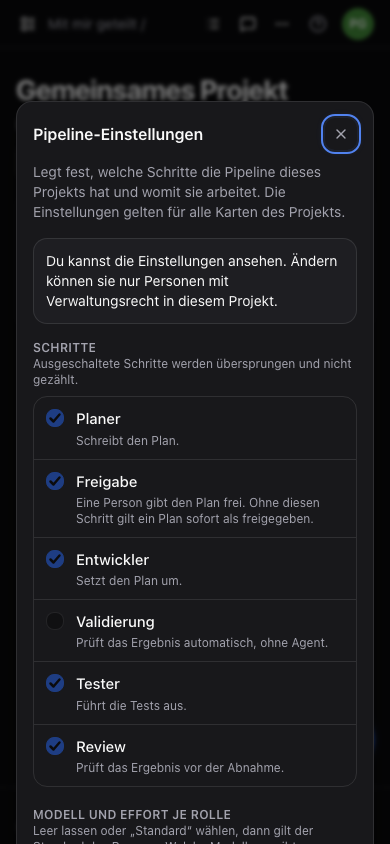 Mit mir geteilt /
PG
Gemeinsames Projekt
Pipeline-Einstellungen
Legt fest, welche Schritte die Pipeline dieses
Projekts hat und womit sie arbeitet. Die
Einstellungen gelten für alle Karten des Projekts.
Du kannst die Einstellungen ansehen. Ändern
können sie nur Personen mit
Verwaltungsrecht in diesem Projekt.
SCHRITTE
Ausgeschaltete Schritte werden übersprungen und nicht
gezählt.
Planer
Schreibt den Plan.
Freigabe
Eine Person gibt den Plan frei. Ohne diesen
Schritt gilt ein Plan sofort als freigegeben.
Entwickler
Setzt den Plan um.
Validierung
Prüft das Ergebnis automatisch, ohne Agent.
Tester
Führt die Tests aus.
Review
Prüft das Ergebnis vor der Abnahme.
MODELL UND EFFORT JE ROLLE
Leer lassen oder „Standard“ wählen, dann gilt der